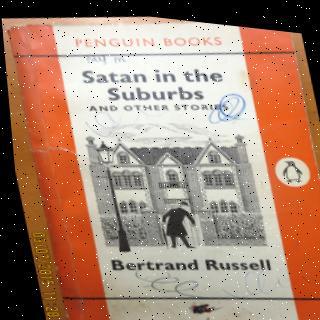 PENGUIN BOOKS
Satan in the
Suburbs
AND OTHER STORIES
Bertrand Russell